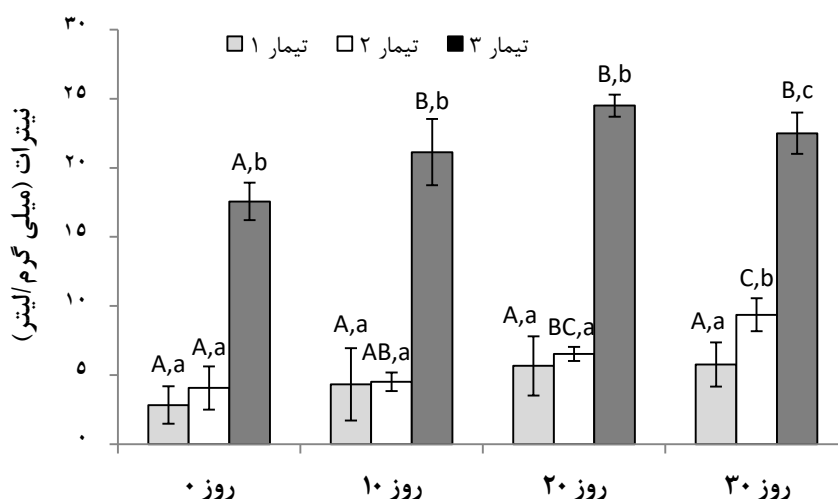 ۳۰
۲۵
۲۰
۱۵
۱۰
۵
۰
نیترات (میلی گرم/لیتر)
تیمار ۱ تیمار ۲ تیمار ۳
A,a A,a A,b
A,a AB,a B,b
A,a BC,a B,b
A,a C,b B,c
روز ۰ روز ۱۰ روز ۲۰ روز ۳۰